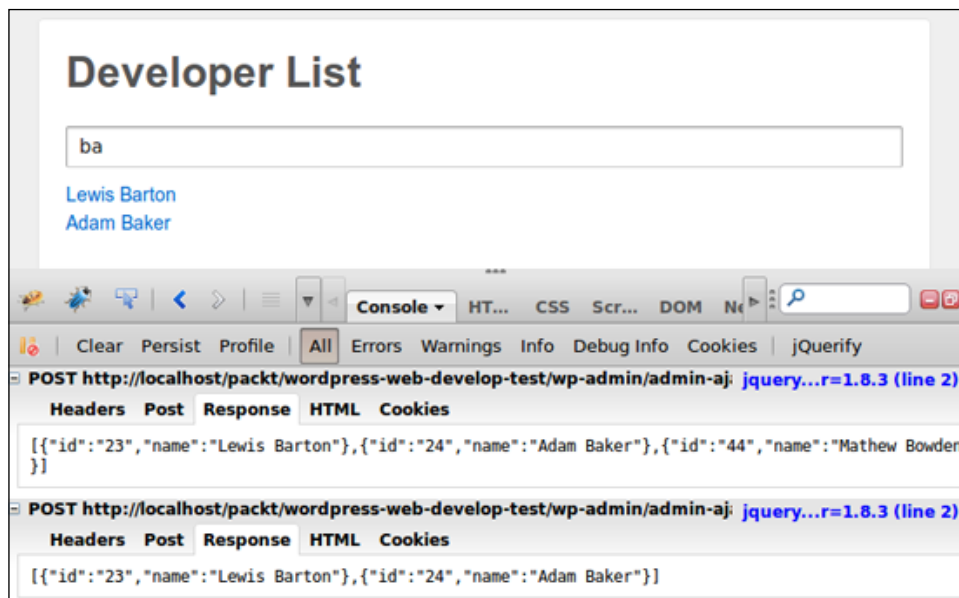 Developer List
ba
Lewis Barton
Adam Baker
Console HT... CSS Scr... DOM
Clear Persist Profile All Errors Warnings Info Debug Info Cookies jQuerify
POST http://localhost/packt/wordpress-web-develop-test/wp-admin/admin-aj jquery...r=1.8.3 (line 2)
Headers Post Response HTML Cookies
[{"id":"23","name":"Lewis Barton"},{"id":"24","name":"Adam Baker"},{"id":"44","name":"Mathew Bowden
}]
POST http://localhost/packt/wordpress-web-develop-test/wp-admin/admin-aj jquery...r=1.8.3 (line 2)
Headers Post Response HTML Cookies
[{"id":"23","name":"Lewis Barton"},{"id":"24","name":"Adam Baker"}]